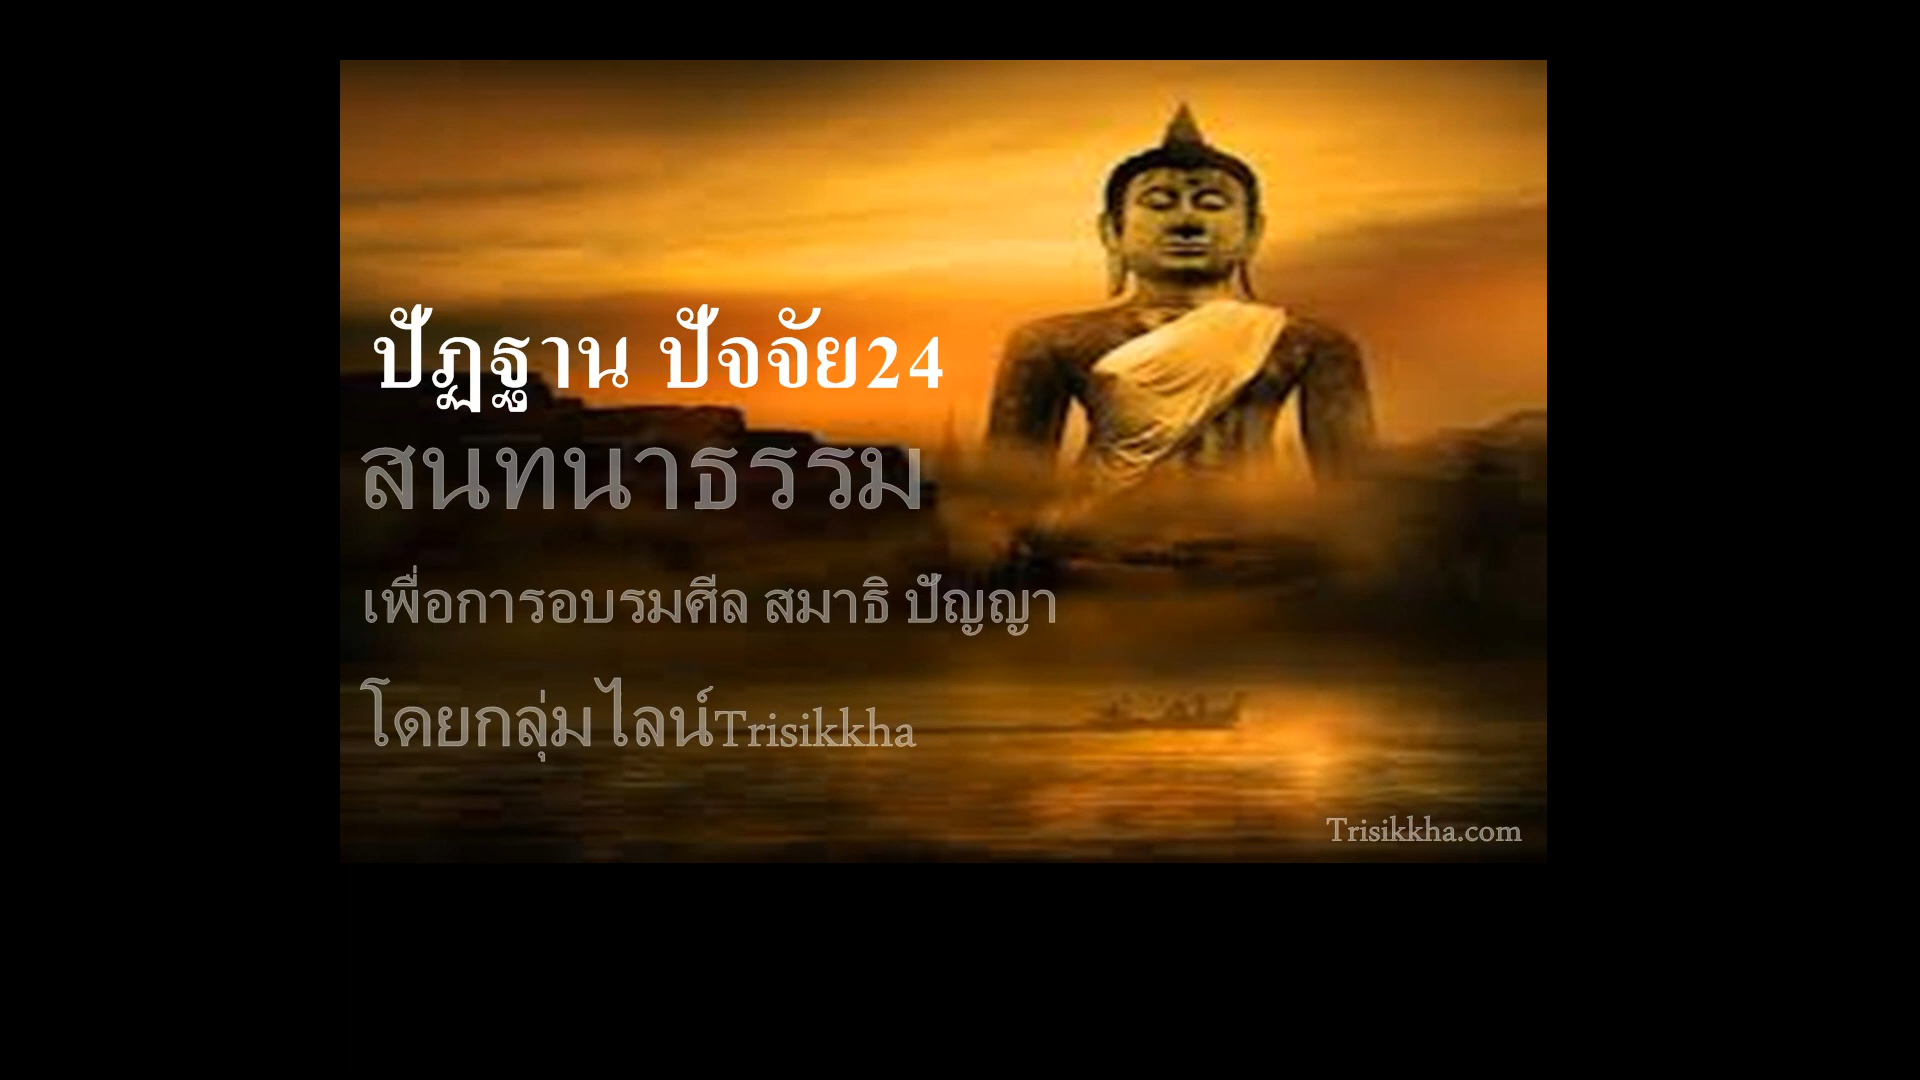 ปัฏฐาน ปัจจัย24
สนทนาธรรม
เพื่อการอบรมศีล สมาธิ ปัญญา
โดยกลุ่มไลน์Trisikkha
Trisikkha.com